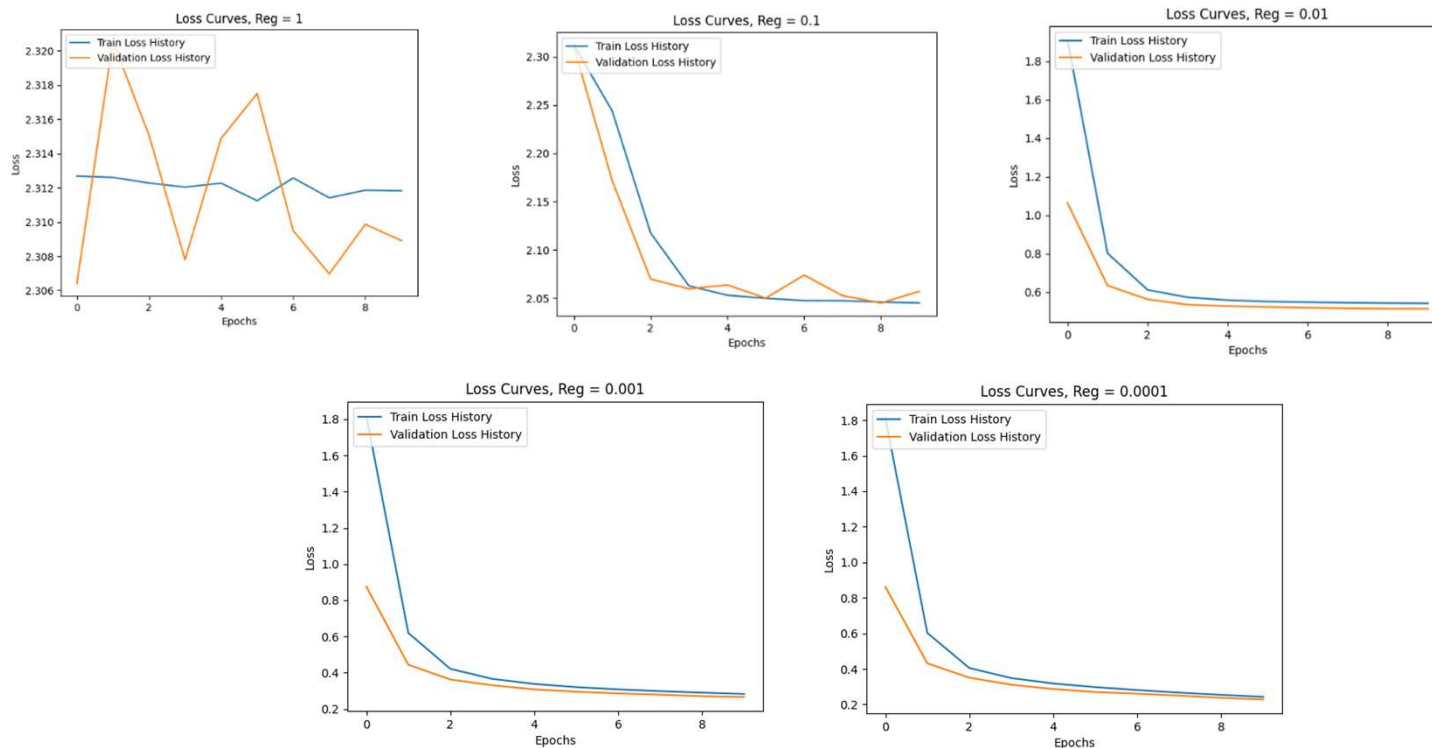 Loss Curves, Reg = 1
Train Loss History
Validation Loss History
2.320
2.318
2.316
2.314
2.312
2.310
2.308
2.306
Loss
0 2 4 6 8
Epochs
Loss Curves, Reg = 0.1
Train Loss History
Validation Loss History
2.30
2.25
2.20
2.15
2.10
2.05
Loss
0 2 4 6 8
Epochs
Loss Curves, Reg = 0.01
Train Loss History
Validation Loss History
1.8
1.6
1.4
1.2
1.0
0.8
0.6
Loss
0 2 4 6 8
Epochs
Loss Curves, Reg = 0.001
Train Loss History
Validation Loss History
1.8
1.6
1.4
1.2
1.0
0.8
0.6
0.4
0.2
Loss
0 2 4 6 8
Epochs
Loss Curves, Reg = 0.0001
Train Loss History
Validation Loss History
1.8
1.6
1.4
1.2
1.0
0.8
0.6
0.4
0.2
Loss
0 2 4 6 8
Epochs